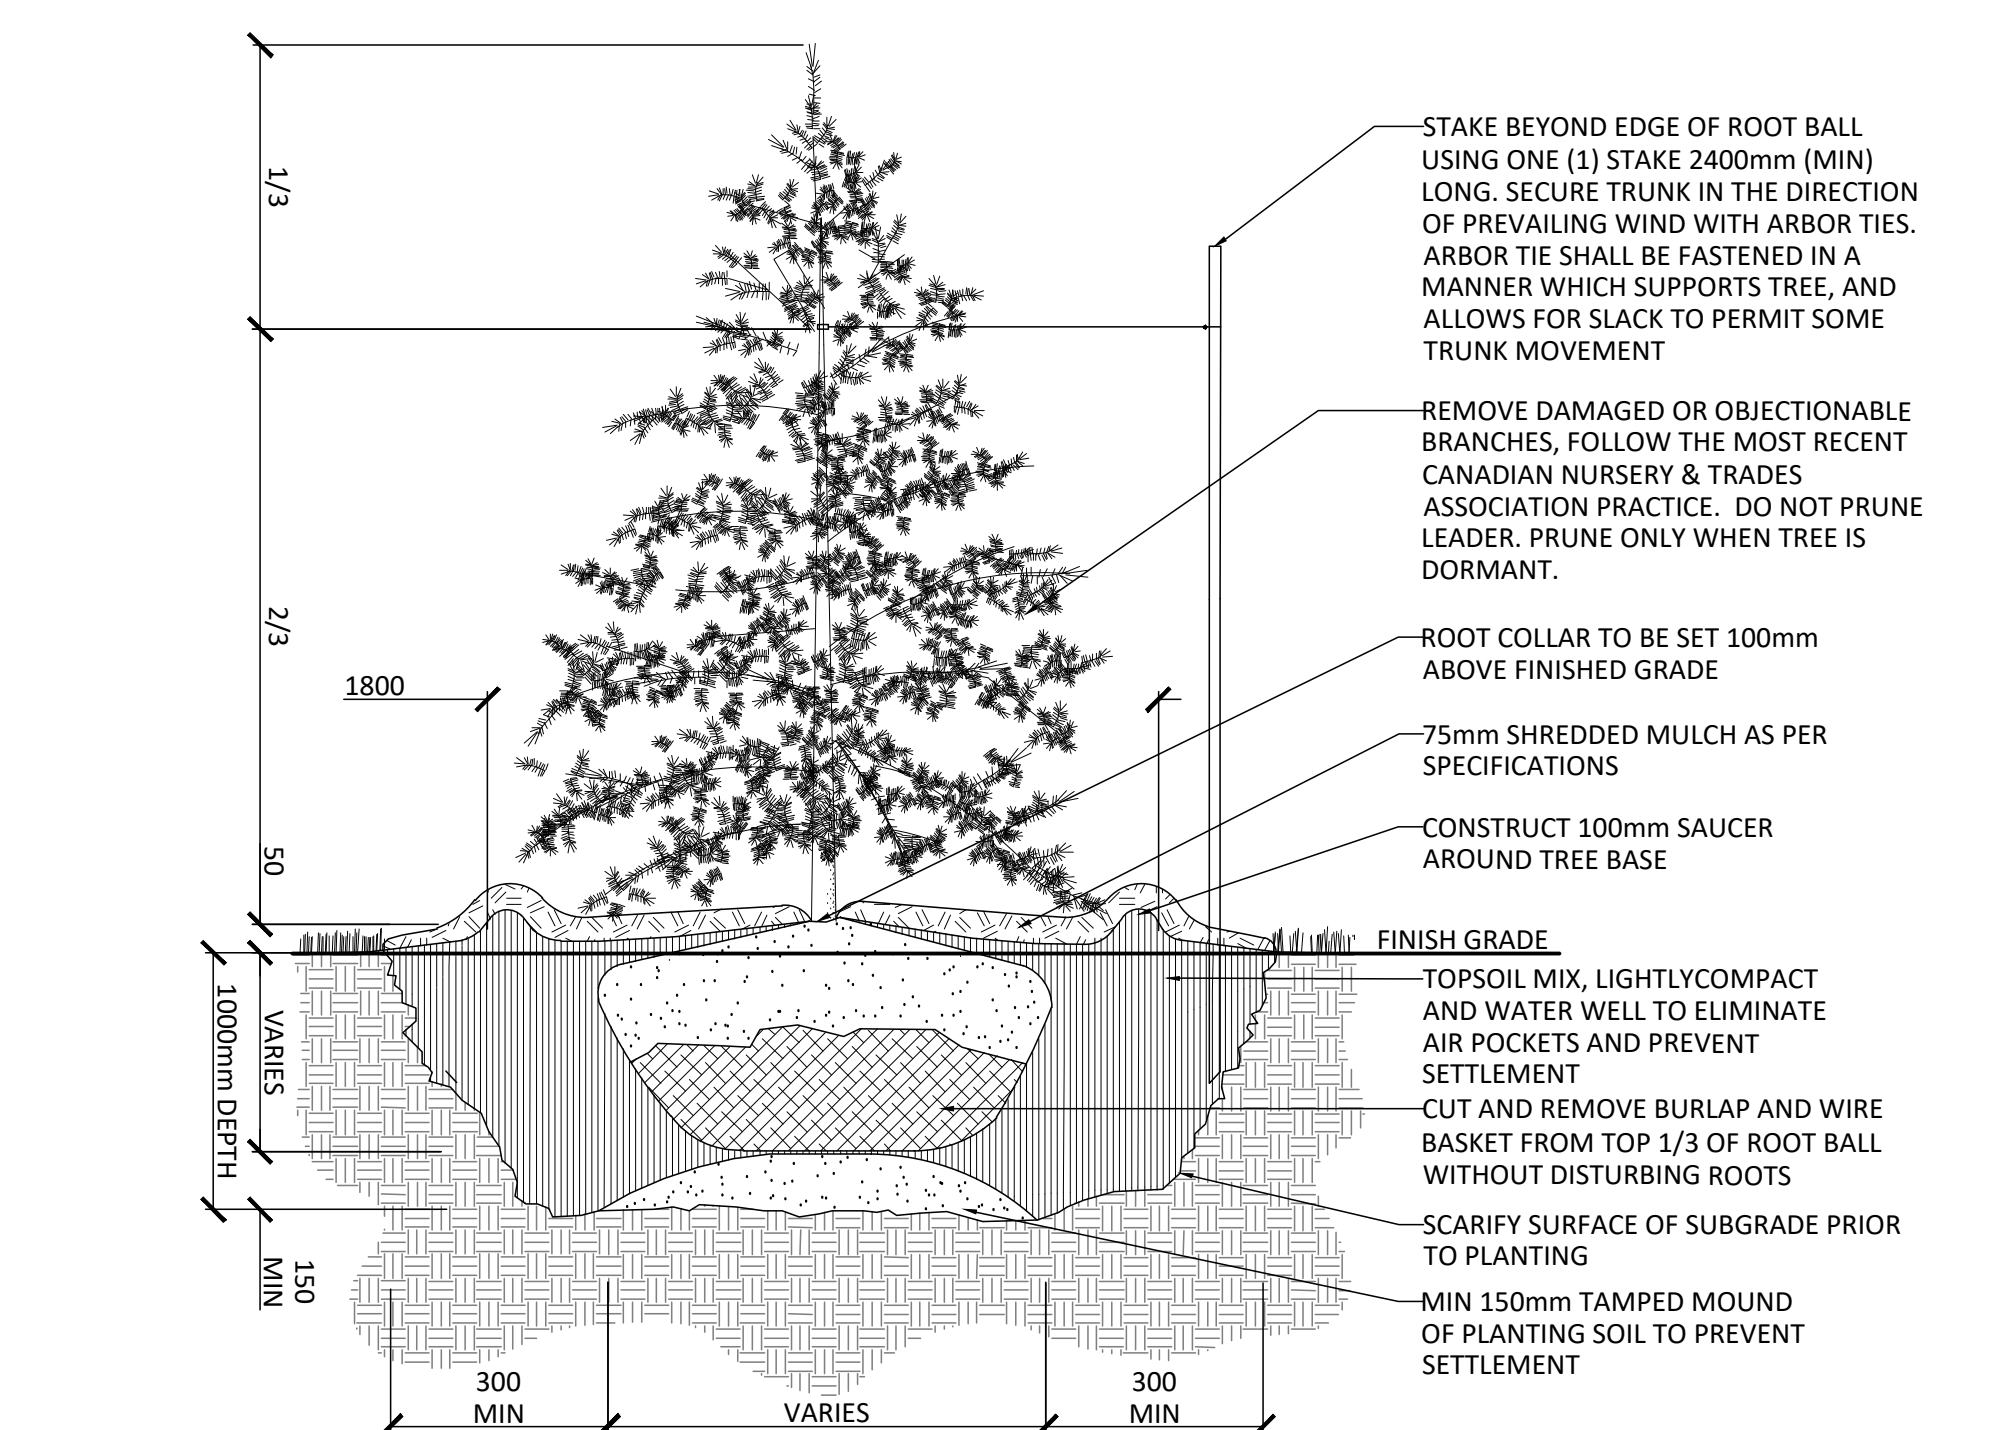 1/3
2/3
1800
50
VARIES
1000mm DEPTH
150
MIN
300
MIN
VARIES
300
MIN
STAKE BEYOND EDGE OF ROOT BALL
USING ONE (1) STAKE 2400mm (MIN)
LONG. SECURE TRUNK IN THE DIRECTION
OF PREVAILING WIND WITH ARBOR TIES.
ARBOR TIE SHALL BE FASTENED IN A
MANNER WHICH SUPPORTS TREE, AND
ALLOWS FOR SLACK TO PERMIT SOME
TRUNK MOVEMENT
REMOVE DAMAGED OR OBJECTIONABLE
BRANCHES, FOLLOW THE MOST RECENT
CANADIAN NURSERY & TRADES
ASSOCIATION PRACTICE. DO NOT PRUNE
LEADER. PRUNE ONLY WHEN TREE IS
DORMANT.
ROOT COLLAR TO BE SET 100mm
ABOVE FINISHED GRADE
75mm SHREDDED MULCH AS PER
SPECIFICATIONS
CONSTRUCT 100mm SAUCER
AROUND TREE BASE
FINISH GRADE
TOPSOIL MIX, LIGHTLYCOMPACT
AND WATER WELL TO ELIMINATE
AIR POCKETS AND PREVENT
SETTLEMENT
CUT AND REMOVE BURLAP AND WIRE
BASKET FROM TOP 1/3 OF ROOT BALL
WITHOUT DISTURBING ROOTS
SCARIFY SURFACE OF SUBGRADE PRIOR
TO PLANTING
MIN 150mm TAMPED MOUND
OF PLANTING SOIL TO PREVENT
SETTLEMENT